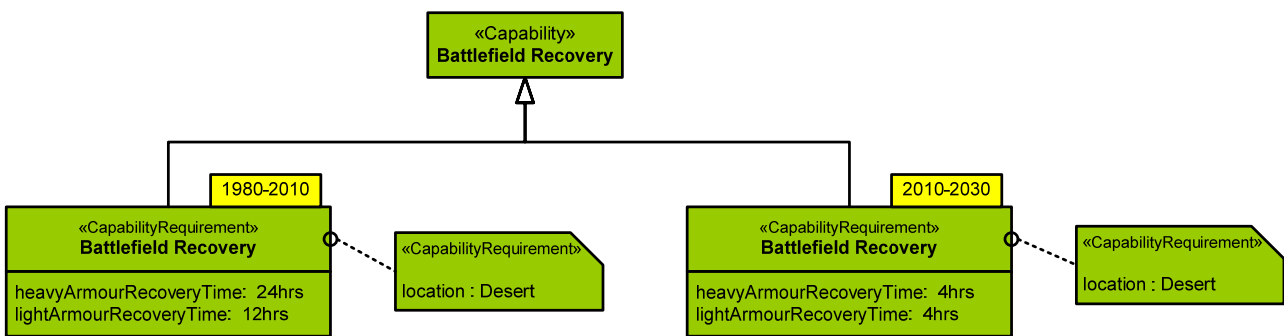 «Capability»
Battlefield Recovery
1980-2010
«CapabilityRequirement»
Battlefield Recovery
heavyArmourRecoveryTime: 24hrs
lightArmourRecoveryTime: 12hrs
«CapabilityRequirement»
location : Desert
2010-2030
«CapabilityRequirement»
Battlefield Recovery
heavyArmourRecoveryTime: 4hrs
lightArmourRecoveryTime: 4hrs
«CapabilityRequirement»
location : Desert